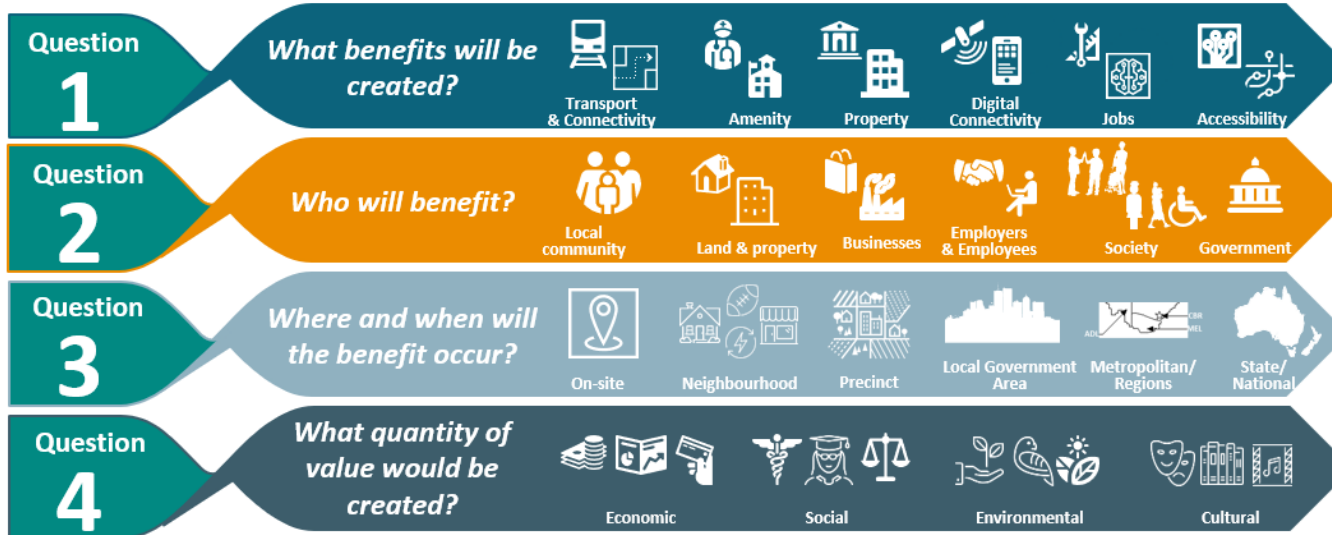 Question
1
What benefits will be
created?
Transport
& Connectivity
Amenity
Property
Digital
Connectivity
Jobs
Accessibility
Question
2
Who will benefit?
Local
community
Land & property
Businesses
Employers
& Employees
Society
Government
Question
3
Where and when will
the benefit occur?
On-site
Neighbourhood
Precinct
Local Government
Area
ADL
CBR
MEL
Metropolitan/
Regions
State/
National
Question
4
What quantity of
value would be
created?
Economic
Social
Environmental
Cultural